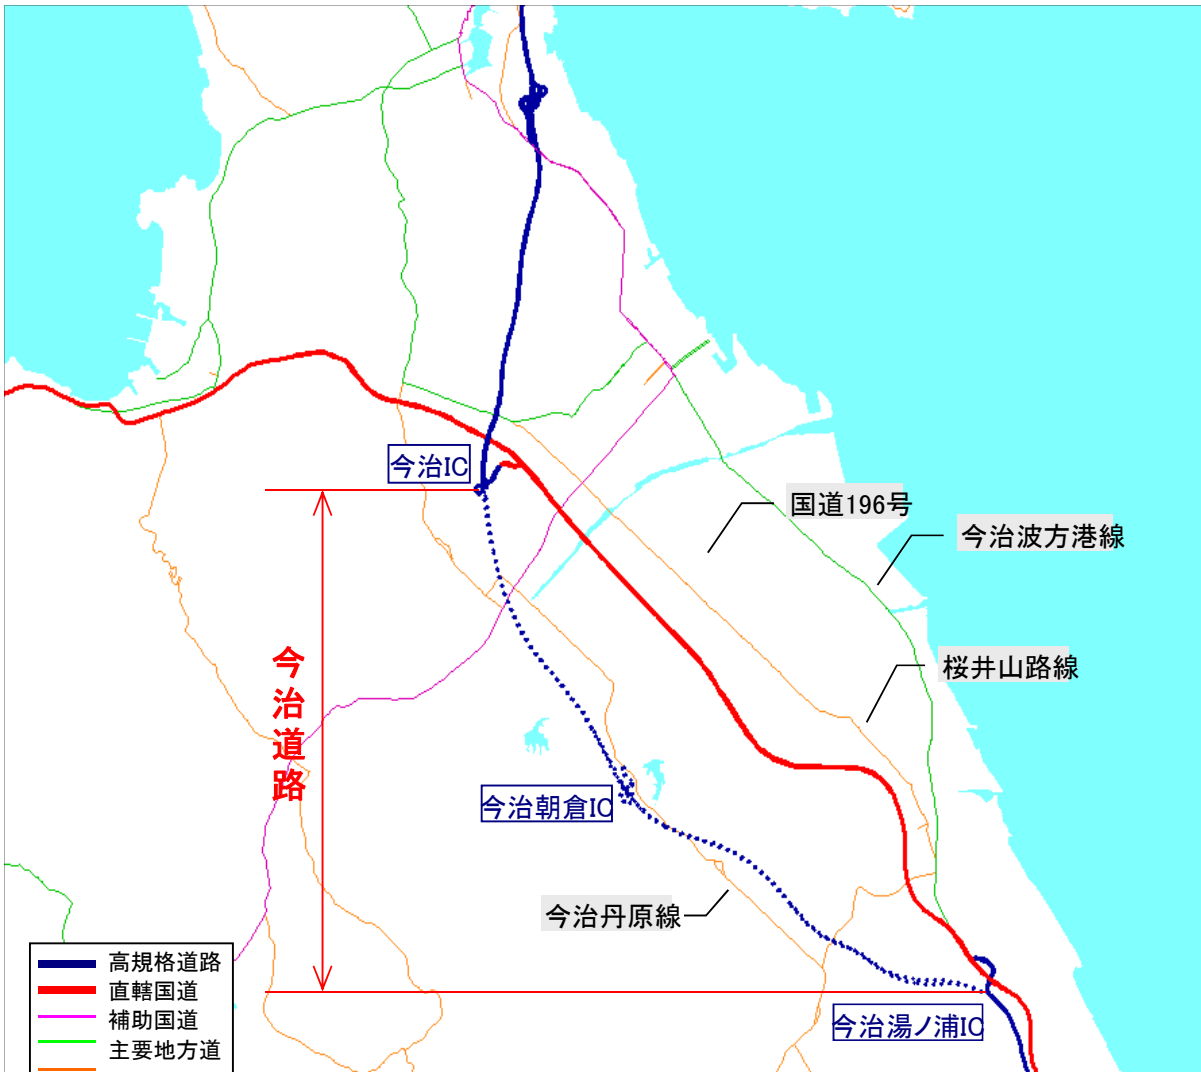 今治IC
国道196号
今治波方港線
今治道路
桜井山路線
今治朝倉IC
今治丹原線
今治湯ノ浦IC
高規格道路
直轄国道
補助国道
主要地方道